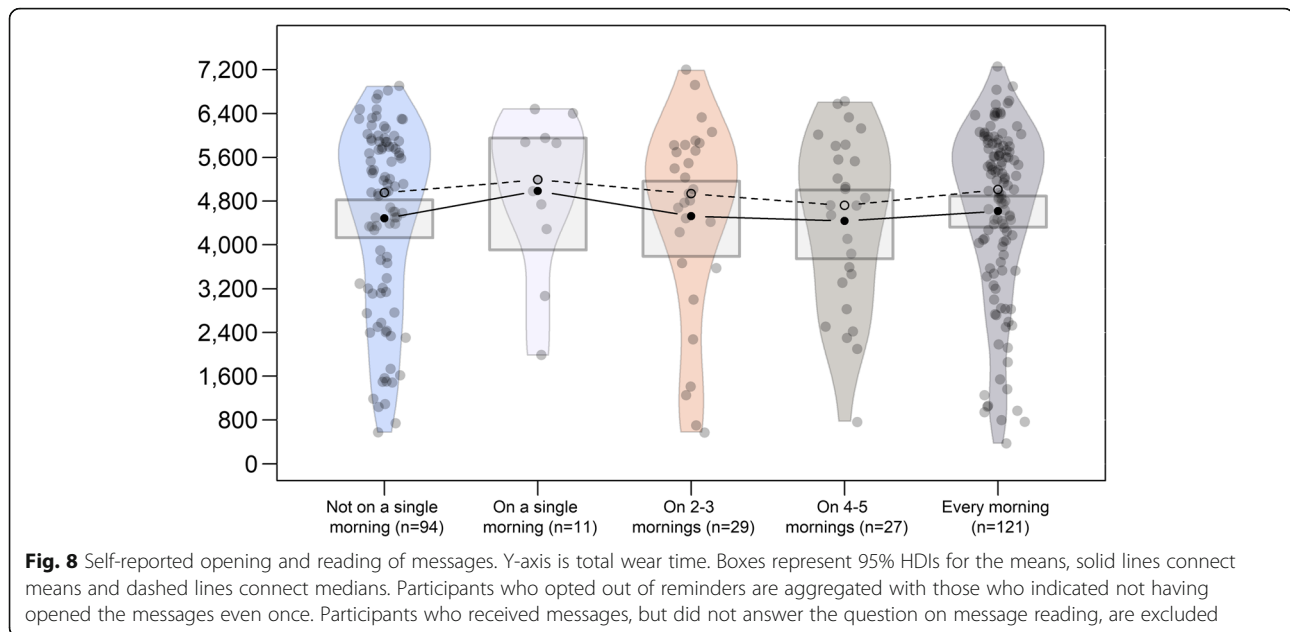 7,200
6,400
5,600
4,800
4,000
3,200
2,400
1,600
800
0
Not on a single
morning (n=94)
On a single
morning (n=11)
On 2-3
mornings (n=29)
On 4-5
mornings (n=27)
Every morning
(n=121)
Fig. 8 Self-reported opening and reading of messages. Y-axis is total wear time. Boxes represent 95% HDIs for the means, solid lines connect
means and dashed lines connect medians. Participants who opted out of reminders are aggregated with those who indicated not having
opened the messages even once. Participants who received messages, but did not answer the question on message reading, are excluded